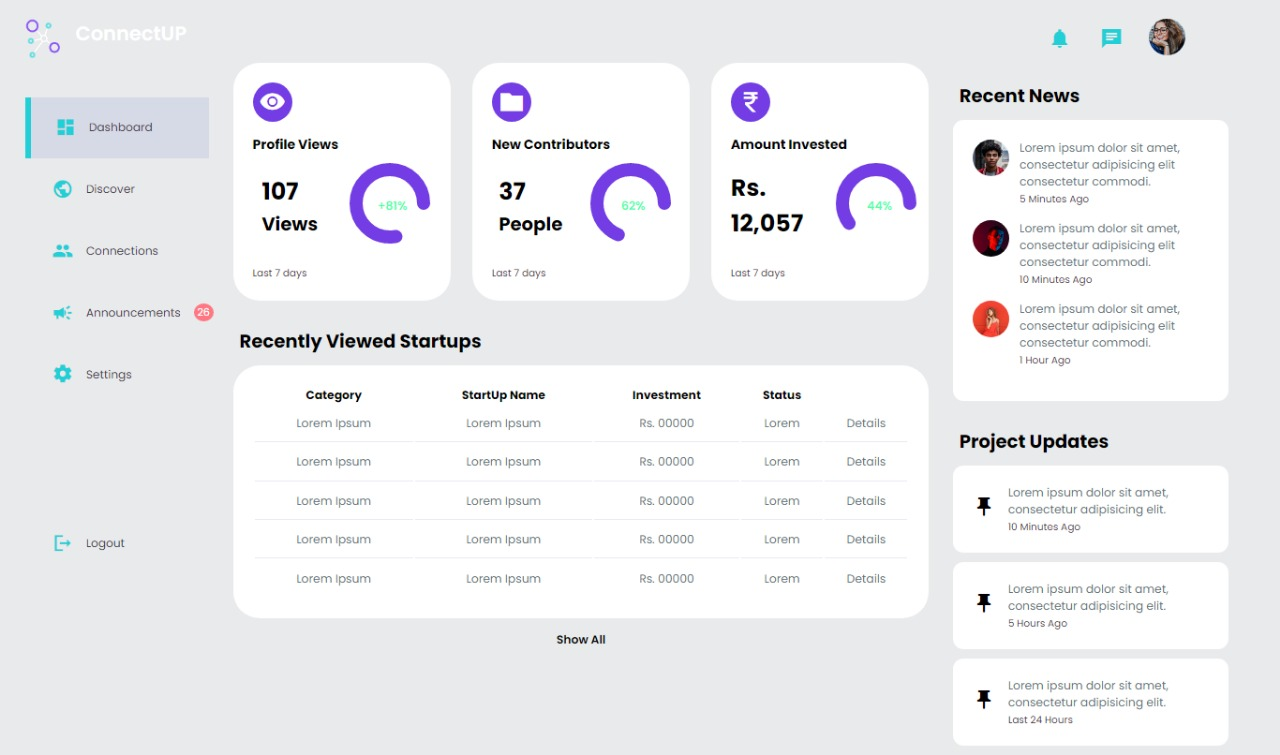 ConnectUP
Dashboard
Discover
Connections
Announcements 26
Settings
Logout
Profile Views
107
Views
+81%
Last 7 days
New Contributors
37
People
62%
Last 7 days
Amount Invested
Rs.
12,057
44%
Last 7 days
Recently Viewed Startups
Category StartUp Name Investment Status
Lorem Ipsum Lorem Ipsum Rs. 00000 Lorem Details
Lorem Ipsum Lorem Ipsum Rs. 00000 Lorem Details
Lorem Ipsum Lorem Ipsum Rs. 00000 Lorem Details
Lorem Ipsum Lorem Ipsum Rs. 00000 Lorem Details
Lorem Ipsum Lorem Ipsum Rs. 00000 Lorem Details
Show All
Recent News
Lorem ipsum dolor sit amet,
consectetur adipisicing elit
consectetur commodi.
5 Minutes Ago
Lorem ipsum dolor sit amet,
consectetur adipisicing elit
consectetur commodi.
10 Minutes Ago
Lorem ipsum dolor sit amet,
consectetur adipisicing elit
consectetur commodi.
1 Hour Ago
Project Updates
Lorem ipsum dolor sit amet,
consectetur adipisicing elit.
10 Minutes Ago
Lorem ipsum dolor sit amet,
consectetur adipisicing elit.
5 Hours Ago
Lorem ipsum dolor sit amet,
consectetur adipisicing elit.
Last 24 Hours